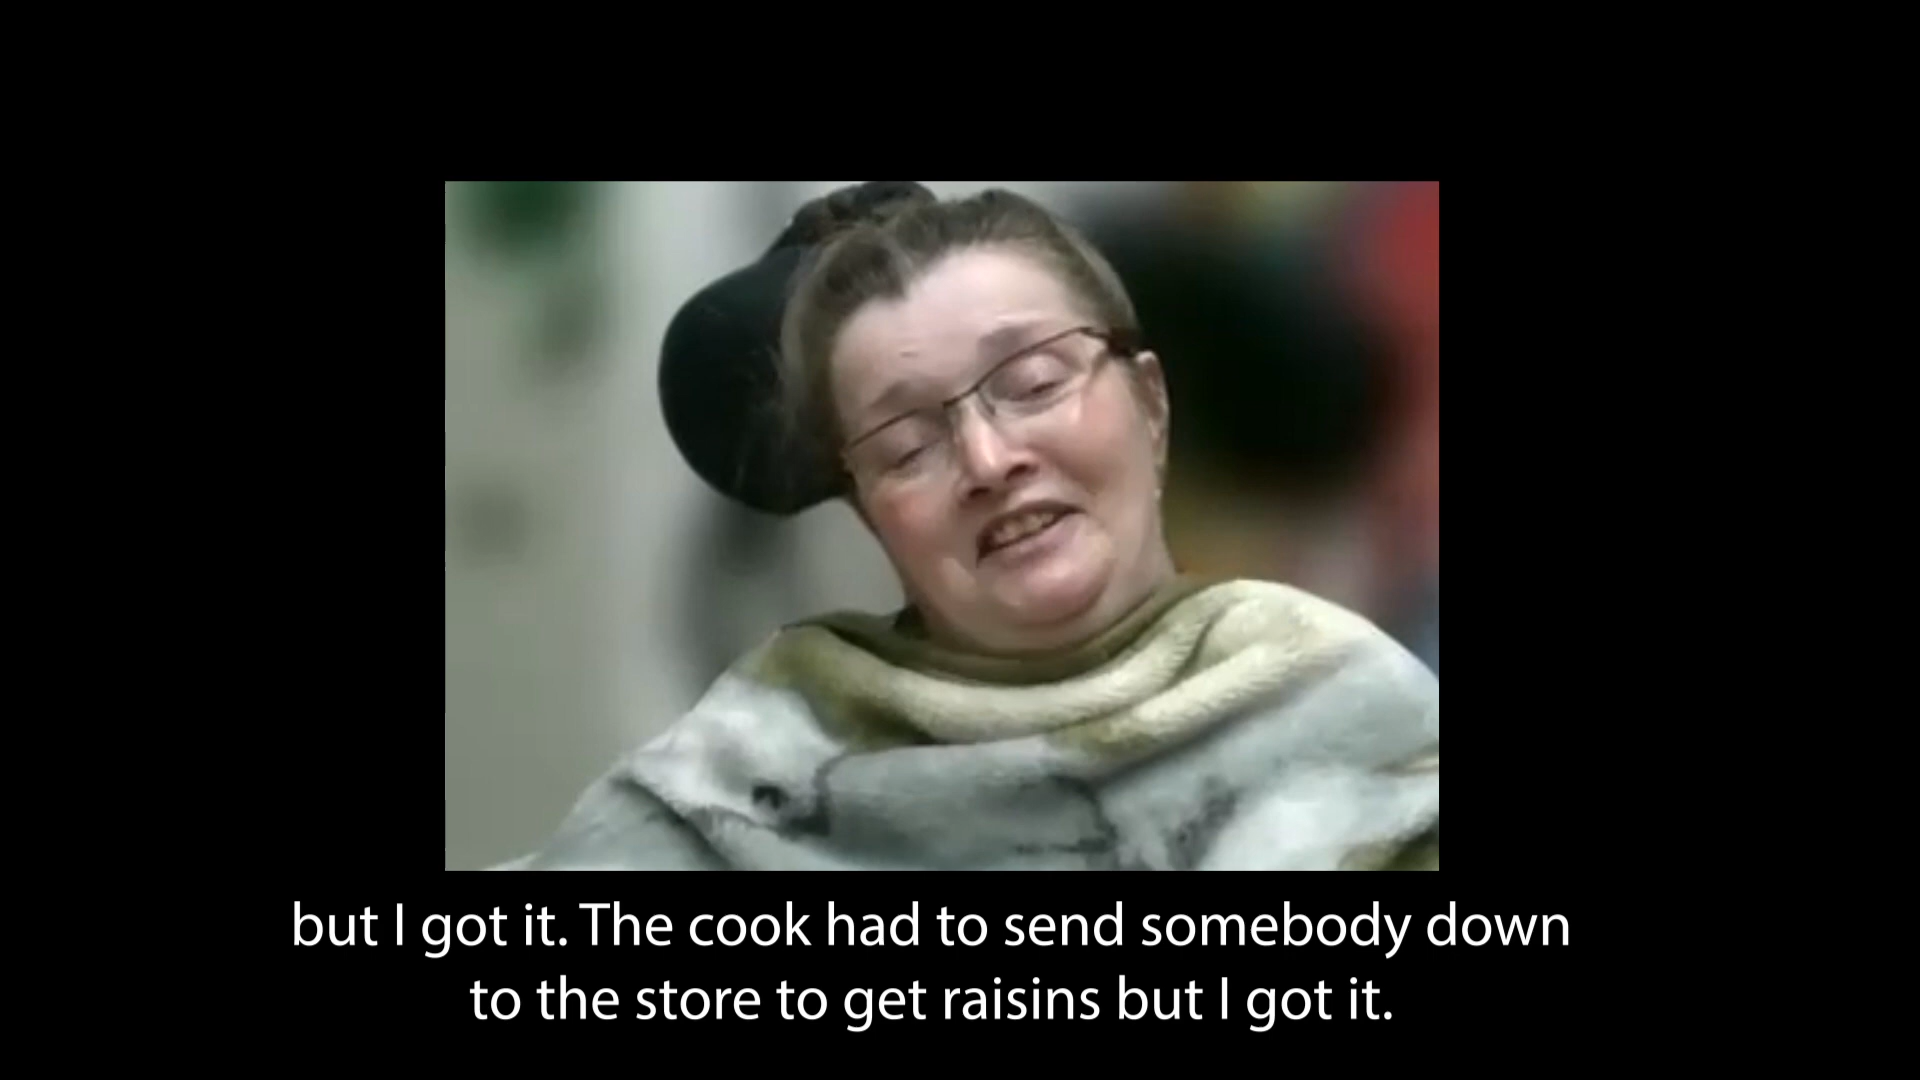 but I got it. The cook had to send somebody down
to the store to get raisins but I got it.